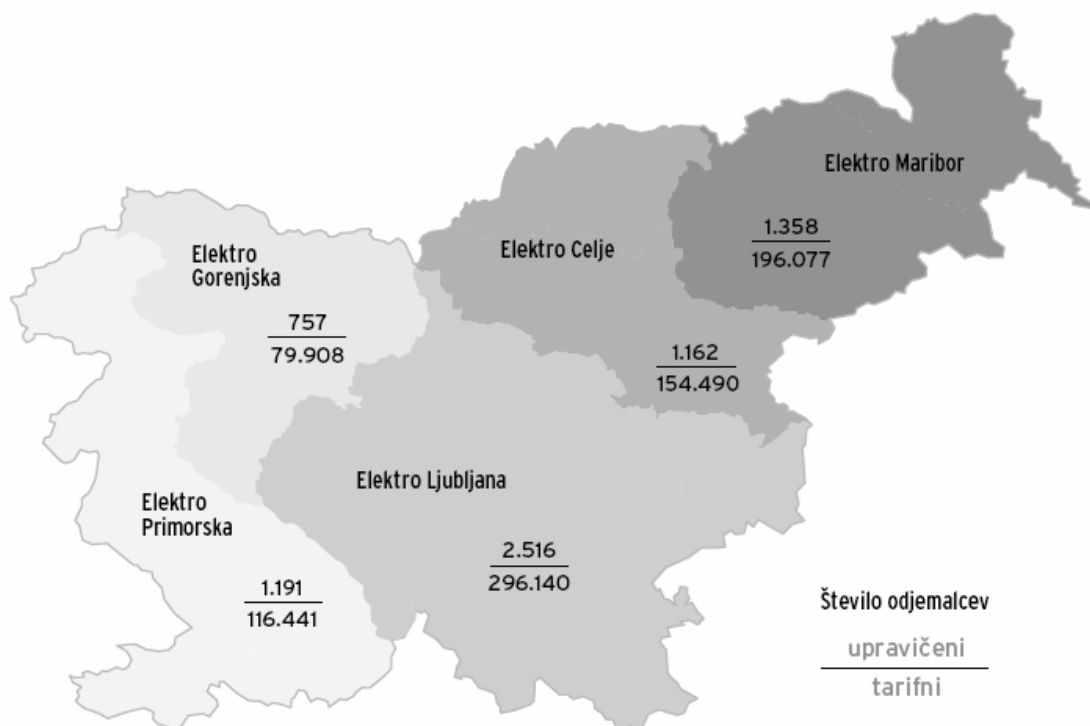 Elektro Maribor
1.358
196.077
Elektro Celje
1.162
154.490
Elektro
Gorenjska
757
79.908
Elektro Ljubljana
2.516
296.140
Elektro
Primorska
1.191
116.441
Število odjemalcev
upravičeni
tarifni